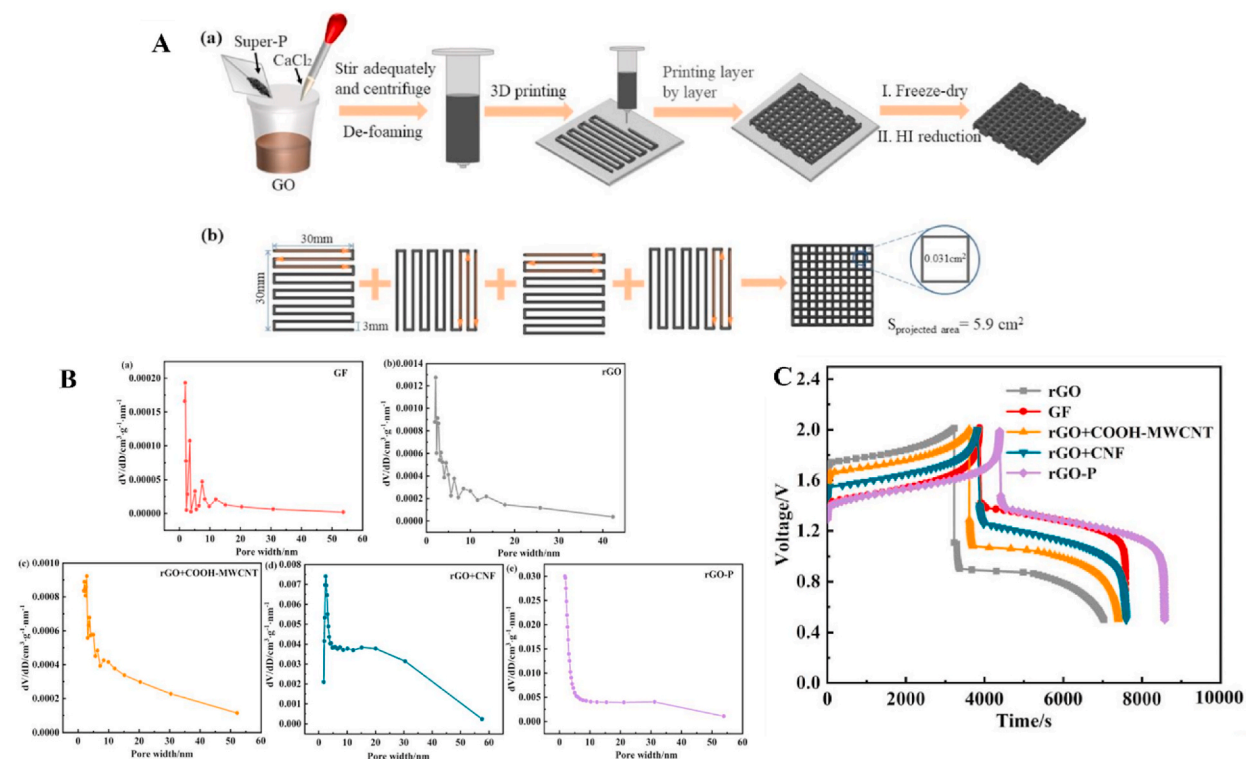 A
(a)
Super-P
CaCl₂
GO
Stir adequately
and centrifuge
De-foaming
3D printing
Printing layer
by layer
I. Freeze-dry
II. HI reduction
(b)
30mm
30mm
3mm
0.031cm²
S projected area = 5.9 cm²
B
(a)
GF
dV/dD/cm³·g⁻¹·nm⁻¹
0.00020
0.00015
0.00010
0.00005
0.00000
0 10 20 30 40 50 60
Pore width/nm
(b)
rGO
dV/dD/cm³·g⁻¹·nm⁻¹
0.0014
0.0012
0.0010
0.0008
0.0006
0.0004
0.0002
0.0000
0 10 20 30 40
Pore width/nm
(c)
rGO+COOH-MWCNT
dV/dD/cm³·g⁻¹·nm⁻¹
0.0010
0.0008
0.0006
0.0004
0.0002
0.0000
0 10 20 30 40 50 60
Pore width/nm
(d)
rGO+CNF
dV/dD/cm³·g⁻¹·nm⁻¹
0.008
0.007
0.006
0.005
0.004
0.003
0.002
0.001
0.000
0 10 20 30 40 50 60
Pore width/nm
(e)
rGO-P
dV/dD/cm³·g⁻¹·nm⁻¹
0.030
0.025
0.020
0.015
0.010
0.005
0.000
0 10 20 30 40 50 60
Pore width/nm
C
rGO
GF
rGO+COOH-MWCNT
rGO+CNF
rGO-P
Voltage/V
2.4
2.0
1.6
1.2
0.8
0.4
0.0
0 2000 4000 6000 8000 10000
Time/s